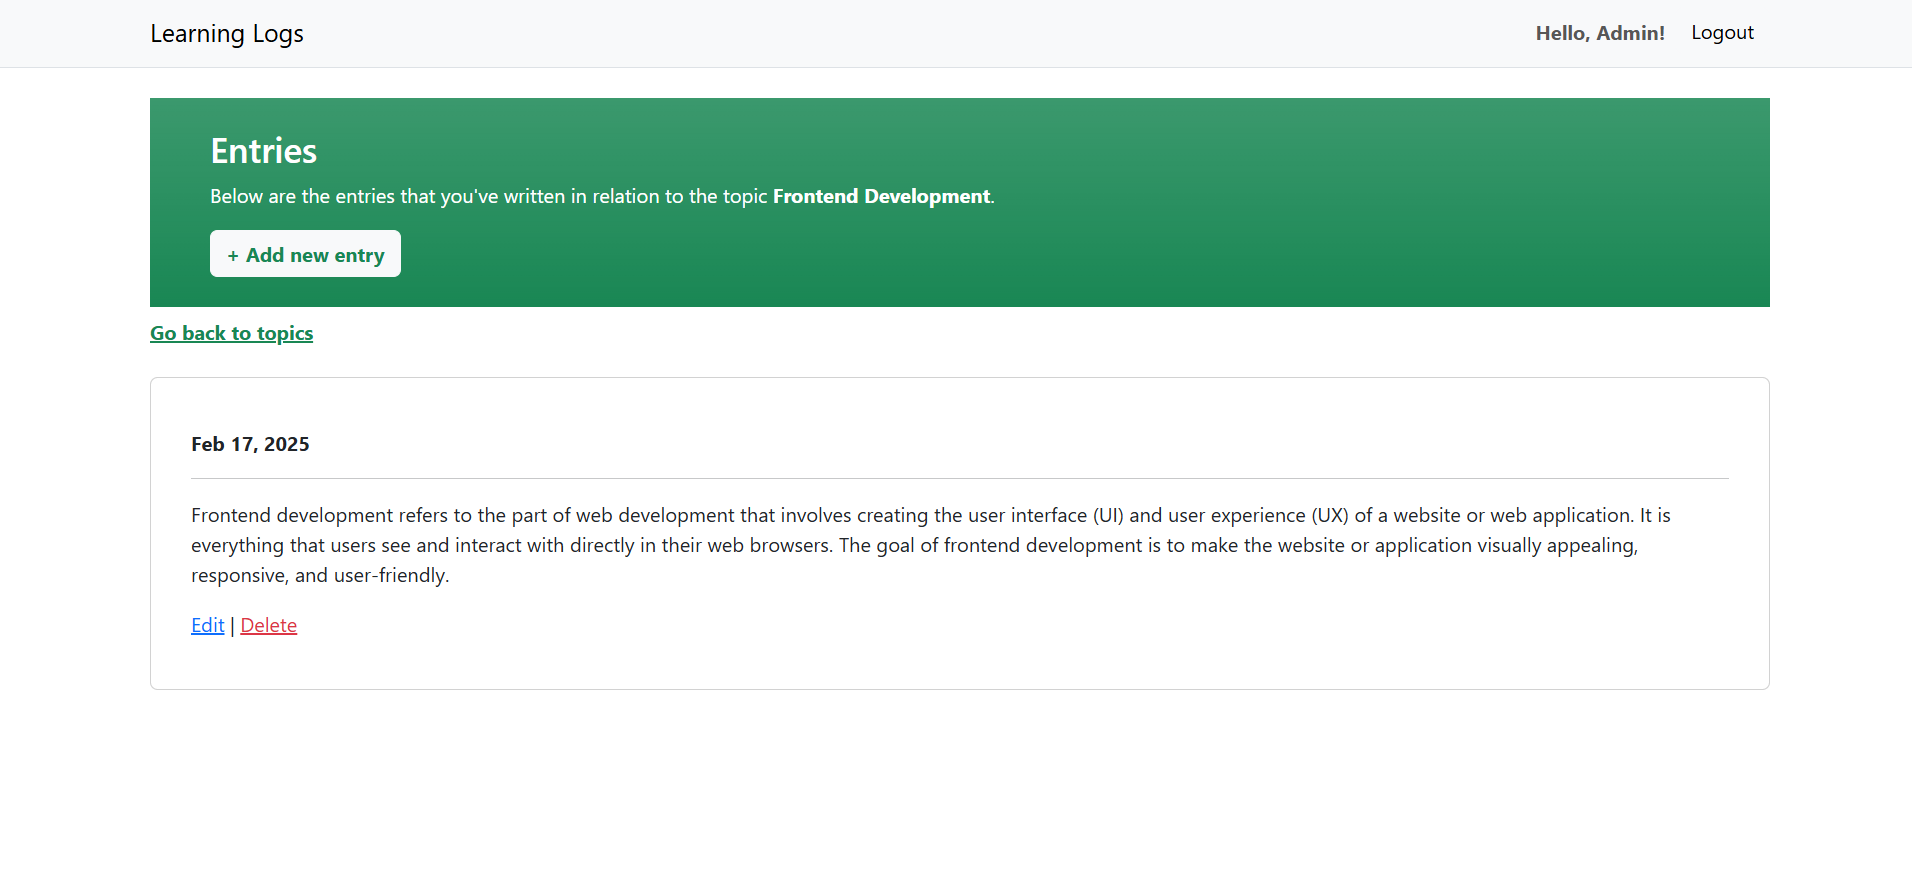 Learning Logs
Hello, Admin! Logout
Entries
Below are the entries that you've written in relation to the topic Frontend Development.
+ Add new entry
Go back to topics
Feb 17, 2025
Frontend development refers to the part of web development that involves creating the user interface (UI) and user experience (UX) of a website or web application. It is
everything that users see and interact with directly in their web browsers. The goal of frontend development is to make the website or application visually appealing,
responsive, and user-friendly.
Edit | Delete